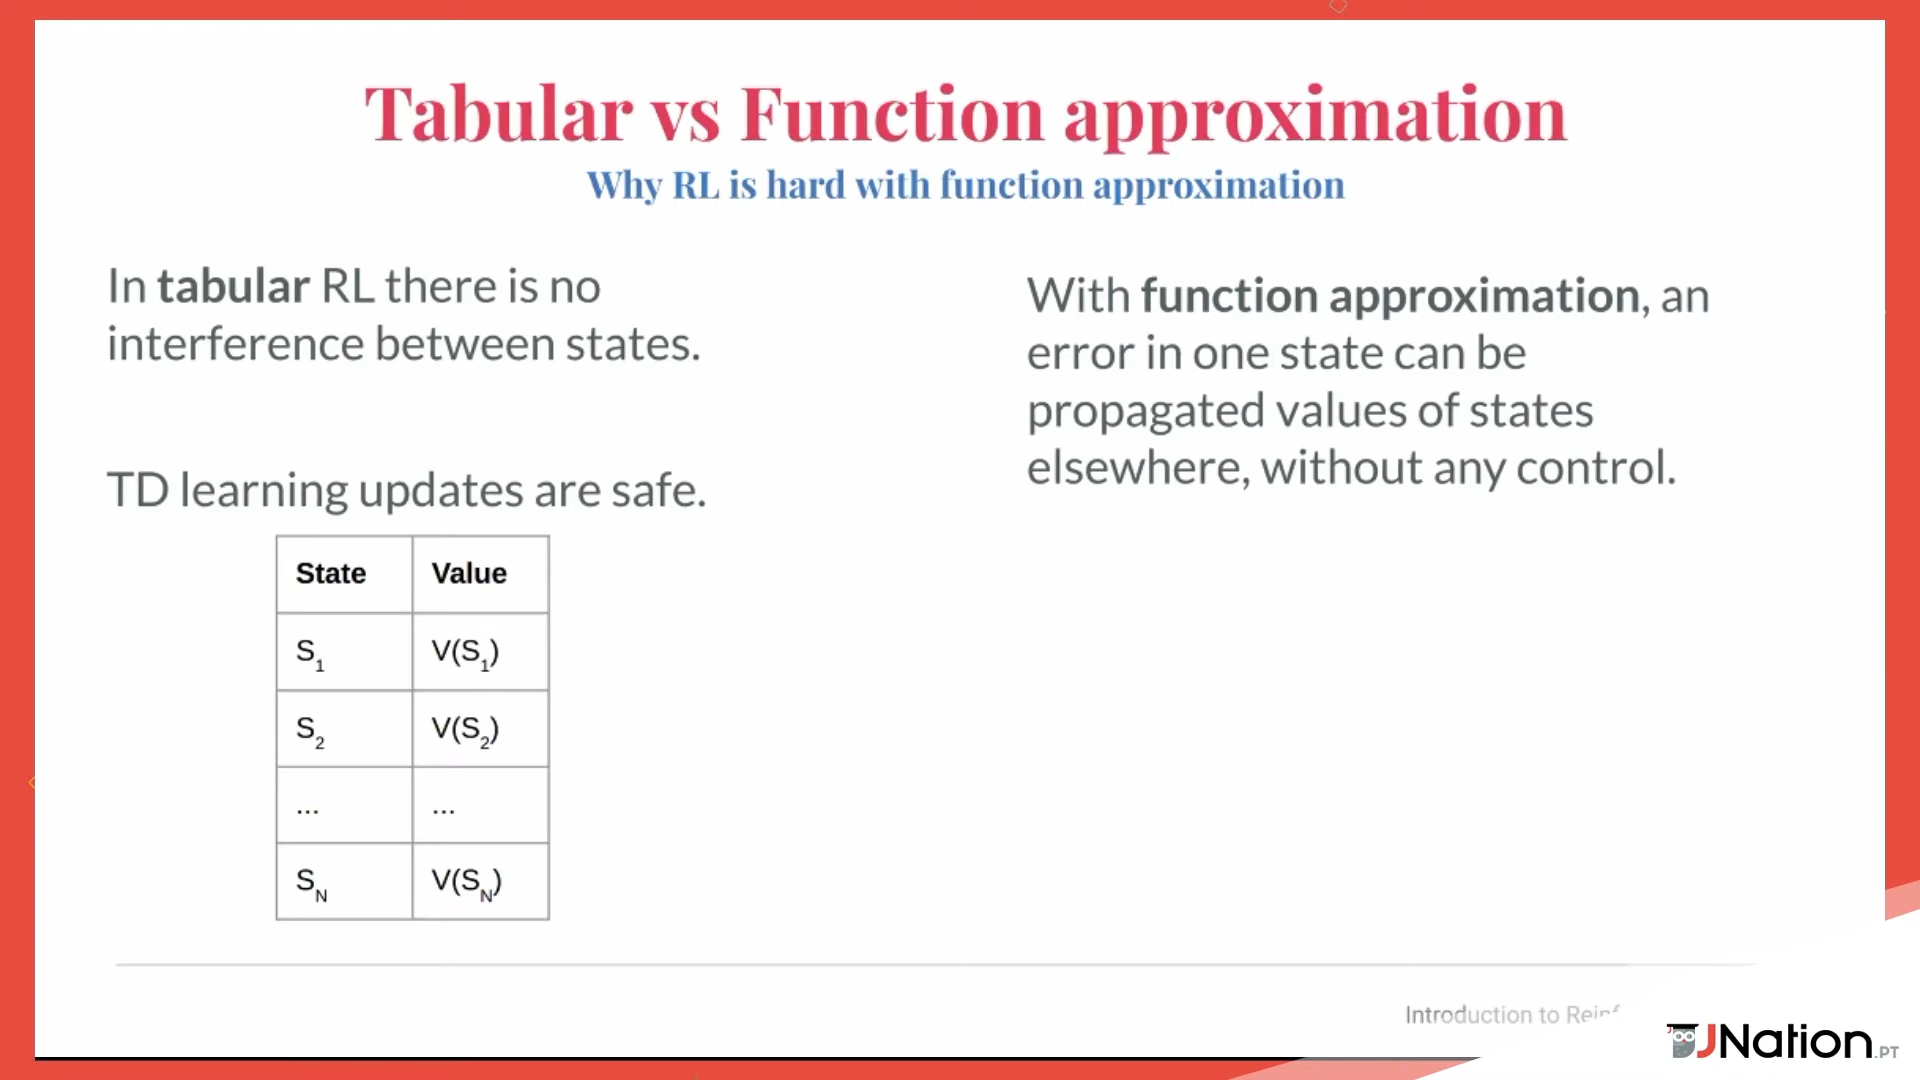 Tabular vs Function approximation
Why RL is hard with function approximation
In tabular RL there is no
interference between states.
TD learning updates are safe.
State Value
S1 V(S1)
S2 V(S2)
... ...
SN V(SN)
With function approximation, an
error in one state can be
propagated values of states
elsewhere, without any control.
Introduction to
JNation.PT